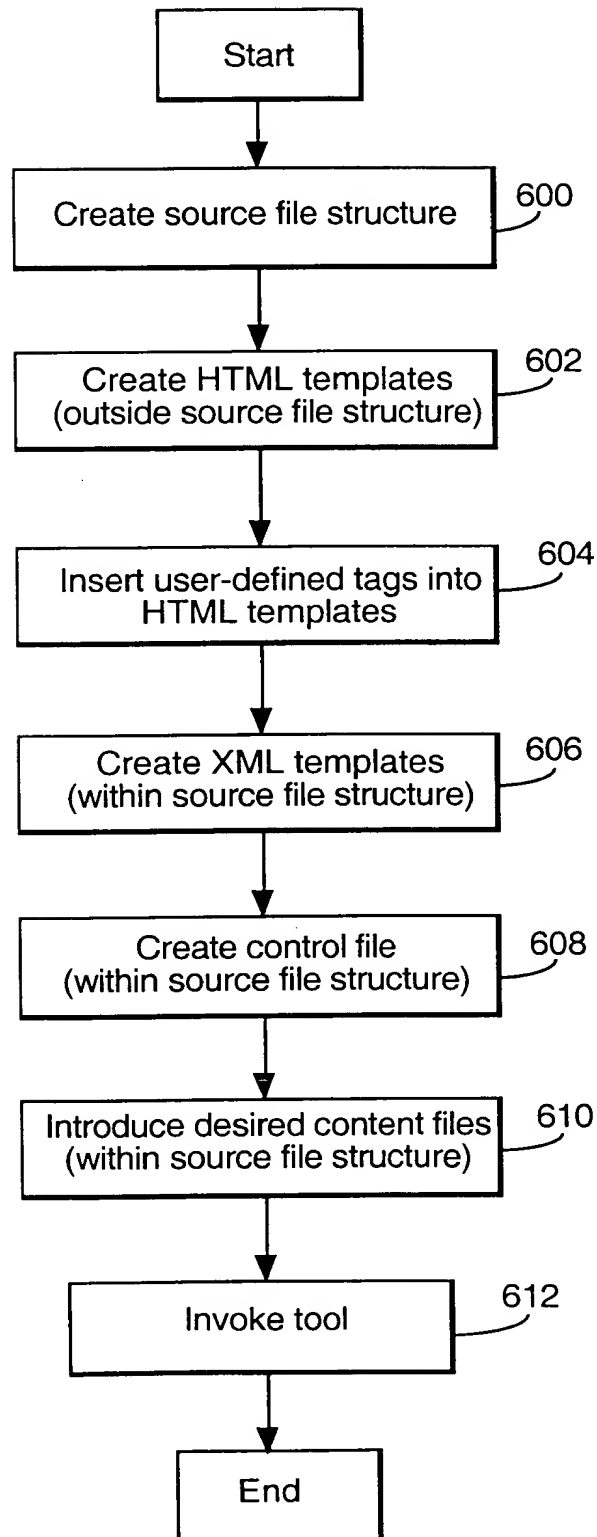 Start
Create source file structure
600
Create HTML templates
(outside source file structure)
602
Insert user-defined tags into
HTML templates
604
Create XML templates
(within source file structure)
606
Create control file
(within source file structure)
608
Introduce desired content files
(within source file structure)
610
Invoke tool
612
End